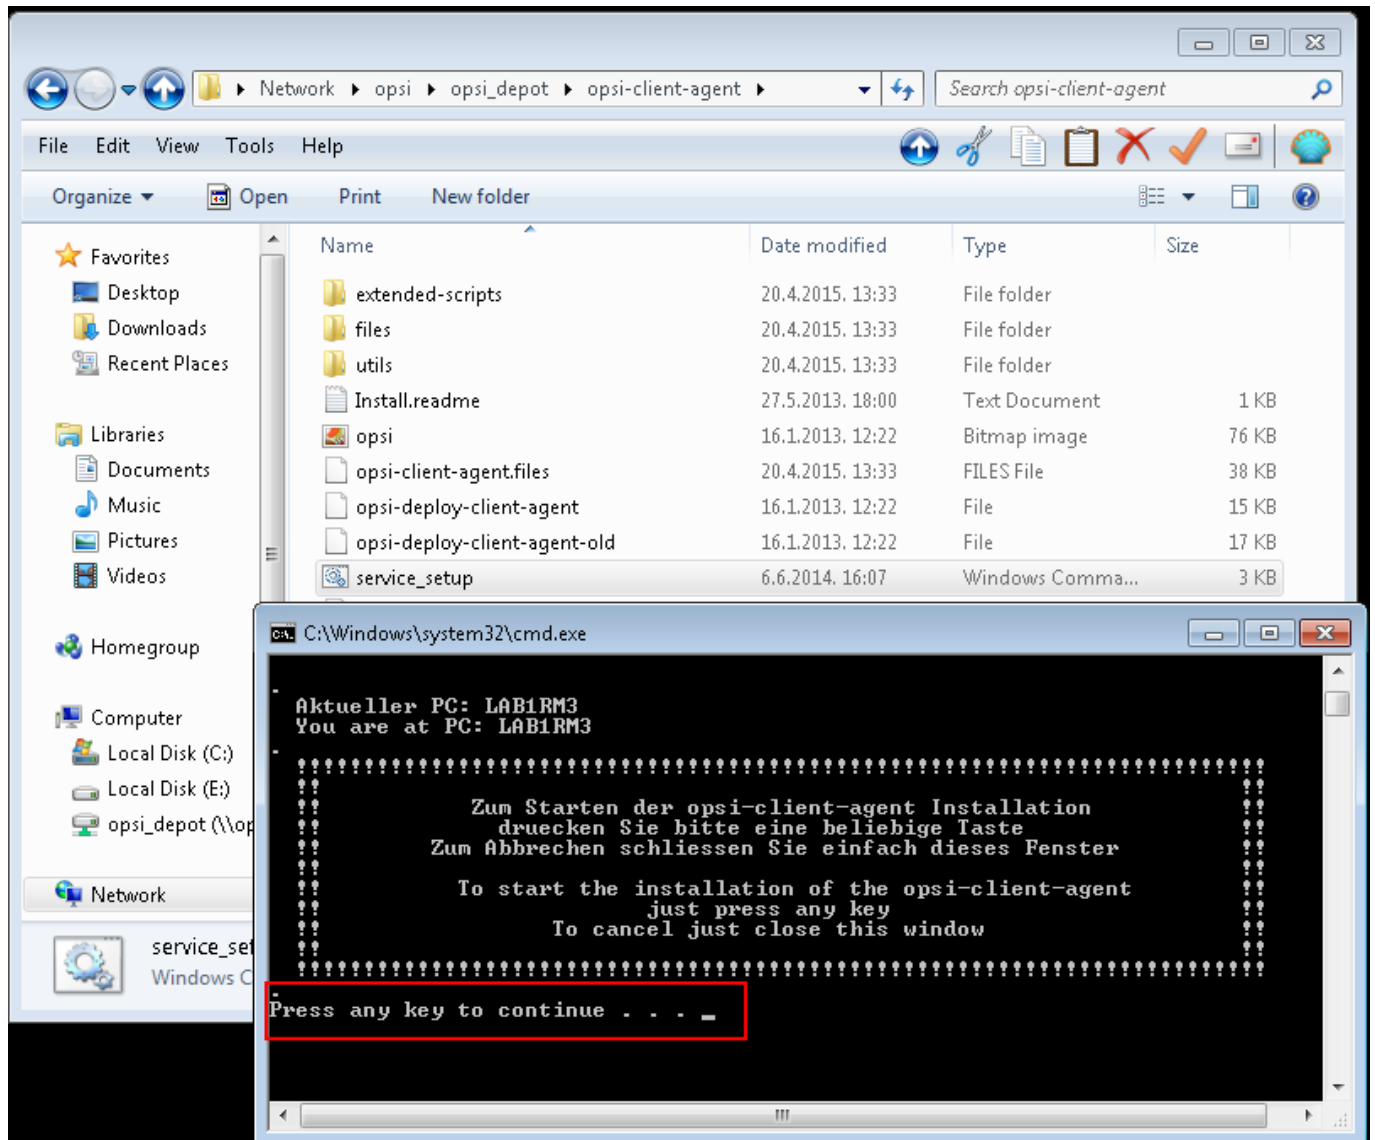 Network opsi opsi_depot opsi-client-agent
Search opsi-client-agent
File Edit View Tools Help
Organize Open Print New folder
Name Date modified Type Size
Favorites
Desktop
Downloads
Recent Places
Libraries
Documents
Music
Pictures
Videos
Homegroup
Computer
Local Disk (C:)
Local Disk (E:)
opsi_depot (\\op
Network
extended-scripts 20.4.2015. 13:33 File folder
files 20.4.2015. 13:33 File folder
utils 20.4.2015. 13:33 File folder
Install.readme 27.5.2013. 18:00 Text Document 1 KB
opsi 16.1.2013. 12:22 Bitmap image 76 KB
opsi-client-agent.files 20.4.2015. 13:33 FILES File 38 KB
opsi-deploy-client-agent 16.1.2013. 12:22 File 15 KB
opsi-deploy-client-agent-old 16.1.2013. 12:22 File 17 KB
service_setup 6.6.2014. 16:07 Windows Comma... 3 KB
service_set
Windows C
C:\Windows\system32\cmd.exe
.
Aktueller PC: LAB1RM3
You are at PC: LAB1RM3
.
!!!!!!!!!!!!!!!!!!!!!!!!!!!!!!!!!!!!!!!!!!!!!!!!!!!!!!!!!!!!!!!!!!!!!!!!
!! !!
!! Zum Starten der opsi-client-agent Installation !!
!! druecken Sie bitte eine beliebige Taste !!
!! Zum Abbrechen schliessen Sie einfach dieses Fenster !!
!! !!
!! To start the installation of the opsi-client-agent !!
!! just press any key !!
!! To cancel just close this window !!
!! !!
!!!!!!!!!!!!!!!!!!!!!!!!!!!!!!!!!!!!!!!!!!!!!!!!!!!!!!!!!!!!!!!!!!!!!!!!
.
Press any key to continue . . . _